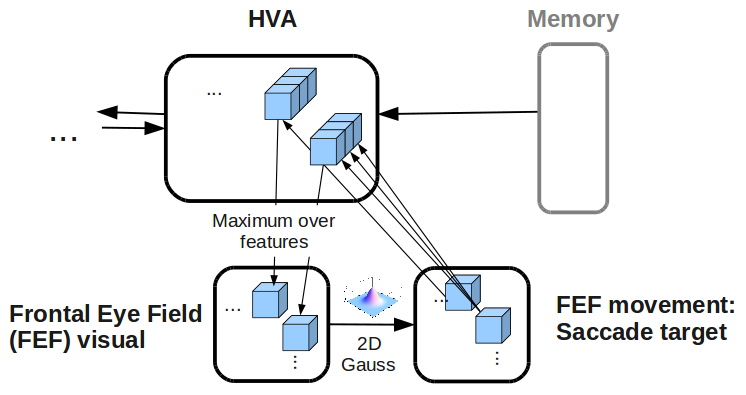 HVA
Memory
...
...
Maximum over
features
Frontal Eye Field
(FEF) visual
...
...
2D
Gauss
...
...
FEF movement:
Saccade target